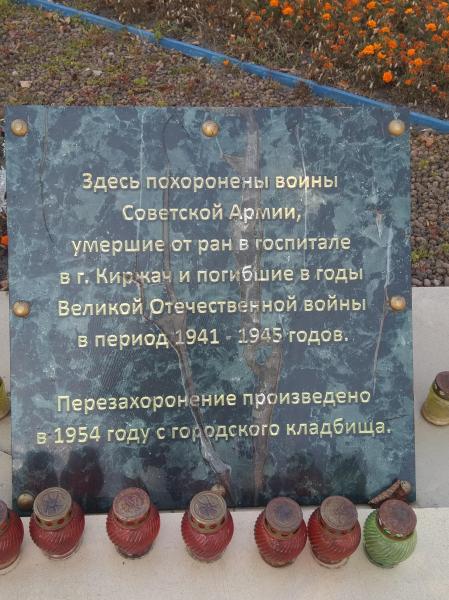 Здесь похоронены воины
Советской Армии,
умершие от ран в госпитале
в г. Киржач и погибшие в годы
Великой Отечественной войны
в период 1941 - 1945 годов.
Перезахоронение произведено
в 1954 году с городского кладбища.